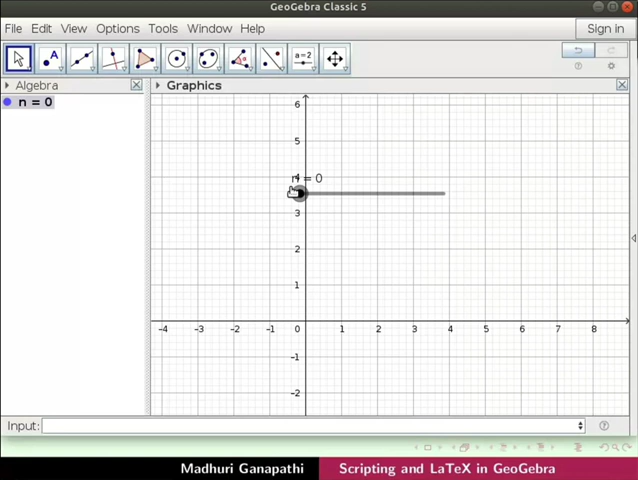 GeoGebra Classic 5
File Edit View Options Tools Window Help Sign in
A a=2
Algebra Graphics
n = 0
6
5
4
n = 0
3
2
1
-4 -3 -2 -1 0 1 2 3 4 5 6 7 8
-1
-2
Input:
Madhuri Ganapathi Scripting and LaTeX in GeoGebra